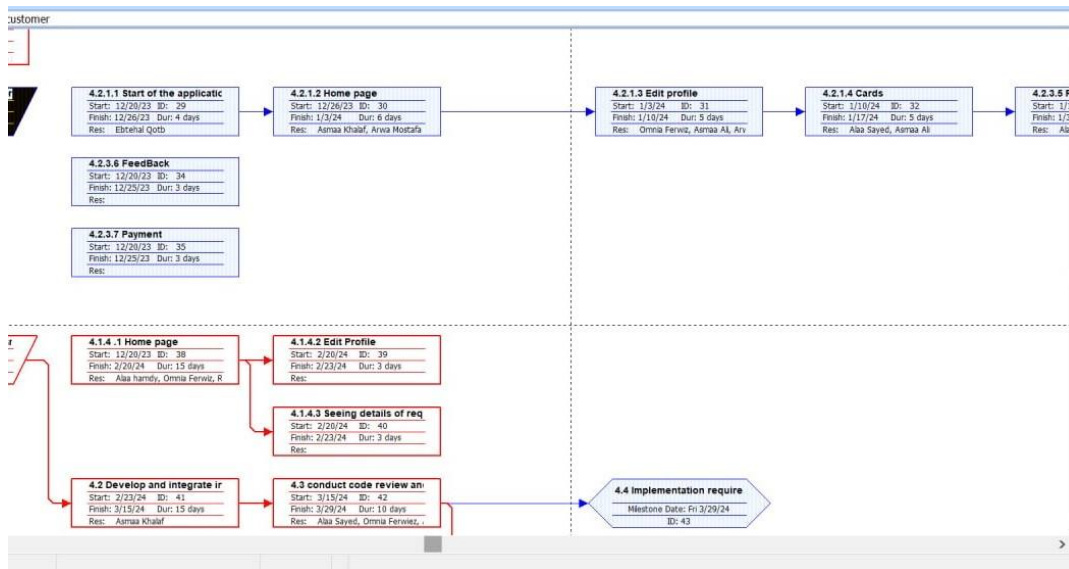 customer
4.2.1.1 Start of the applicatic
Start: 12/20/23 ID: 29
Finish: 12/26/23 Dur: 4 days
Res: Ebtehal Qotb
4.2.1.2 Home page
Start: 12/26/23 ID: 30
Finish: 1/3/24 Dur: 6 days
Res: Asmaa Khalaf, Arwa Mostafa
4.2.1.3 Edit profile
Start: 1/3/24 ID: 31
Finish: 1/10/24 Dur: 5 days
Res: Omnia Ferwiz, Asmaa Ali, Arv
4.2.1.4 Cards
Start: 1/10/24 ID: 32
Finish: 1/17/24 Dur: 5 days
Res: Alaa Sayed, Asmaa Ali
4.2.3.5
Start:
Finish:
Res:
4.2.3.6 FeedBack
Start: 12/20/23 ID: 34
Finish: 12/25/23 Dur: 3 days
Res:
4.2.3.7 Payment
Start: 12/20/23 ID: 35
Finish: 12/25/23 Dur: 3 days
Res:
4.1.4 .1 Home page
Start: 12/20/23 ID: 38
Finish: 2/20/24 Dur: 15 days
Res: Alaa hamdy, Omnia Ferwiz, R
4.1.4.2 Edit Profile
Start: 2/20/24 ID: 39
Finish: 2/23/24 Dur: 3 days
Res:
4.1.4.3 Seeing details of req
Start: 2/20/24 ID: 40
Finish: 2/23/24 Dur: 3 days
Res:
4.2 Develop and integrate ir
Start: 2/23/24 ID: 41
Finish: 3/15/24 Dur: 15 days
Res: Asmaa Khalaf
4.3 conduct code review an
Start: 3/15/24 ID: 42
Finish: 3/29/24 Dur: 10 days
Res: Alaa Sayed, Omnia Ferwiez, .
4.4 Implementation require
Milestone Date: Fri 3/29/24
ID: 43